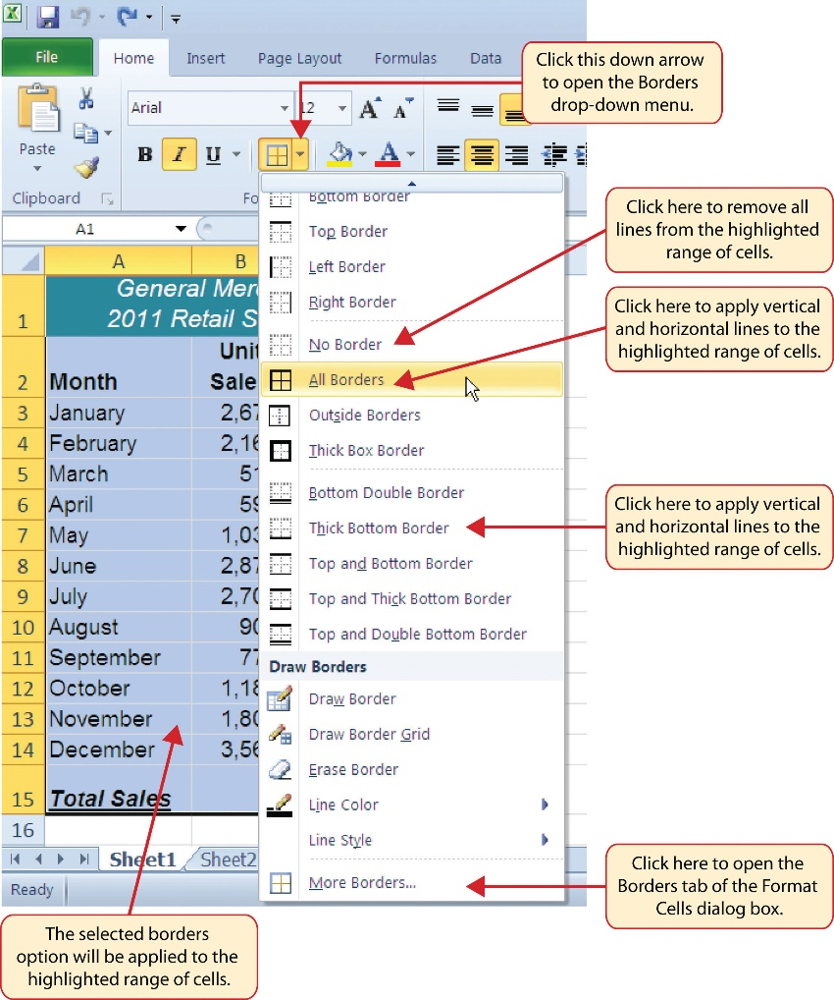 File Home Insert Page Layout Formulas Data
Click this down arrow
to open the Borders
drop-down menu.
Arial 12 A A
Paste B I U A
Clipboard Fo
A1
Click here to remove all
lines from the highlighted
range of cells.
Click here to apply vertical
and horizontal lines to the
highlighted range of cells.
Click here to apply vertical
and horizontal lines to the
highlighted range of cells.
Click here to open the
Borders tab of the Format
Cells dialog box.
The selected borders
option will be applied to the
highlighted range of cells.
A B
General Mer
1 2011 Retail S
Unit
2 Month Sale
3 January 2,67
4 February 2,16
5 March 51
6 April 59
7 May 1,03
8 June 2,87
9 July 2,70
10 August 90
11 September 77
12 October 1,18
13 November 1,80
14 December 3,56
15 Total Sales
16
Sheet1 Sheet2
Ready
Bottom Border
Top Border
Left Border
Right Border
No Border
All Borders
Outside Borders
Thick Box Border
Bottom Double Border
Thick Bottom Border
Top and Bottom Border
Top and Thick Bottom Border
Top and Double Bottom Border
Draw Borders
Draw Border
Draw Border Grid
Erase Border
Line Color
Line Style
More Borders...